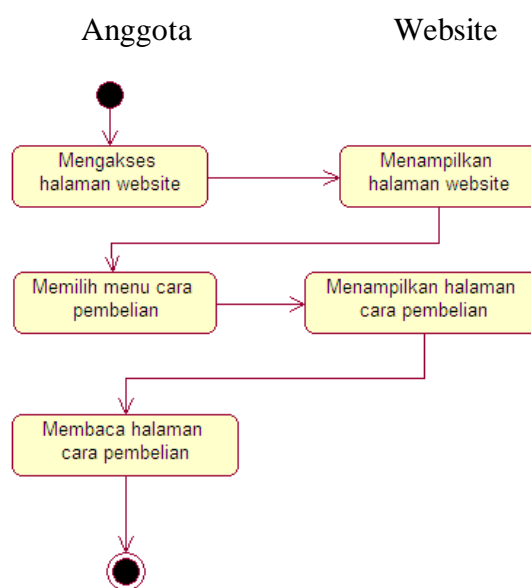 Anggota
Website
Mengakses
halaman website
Menampilkan
halaman website
Memilih menu cara
pembelian
Menampilkan halaman
cara pembelian
Membaca halaman
cara pembelian